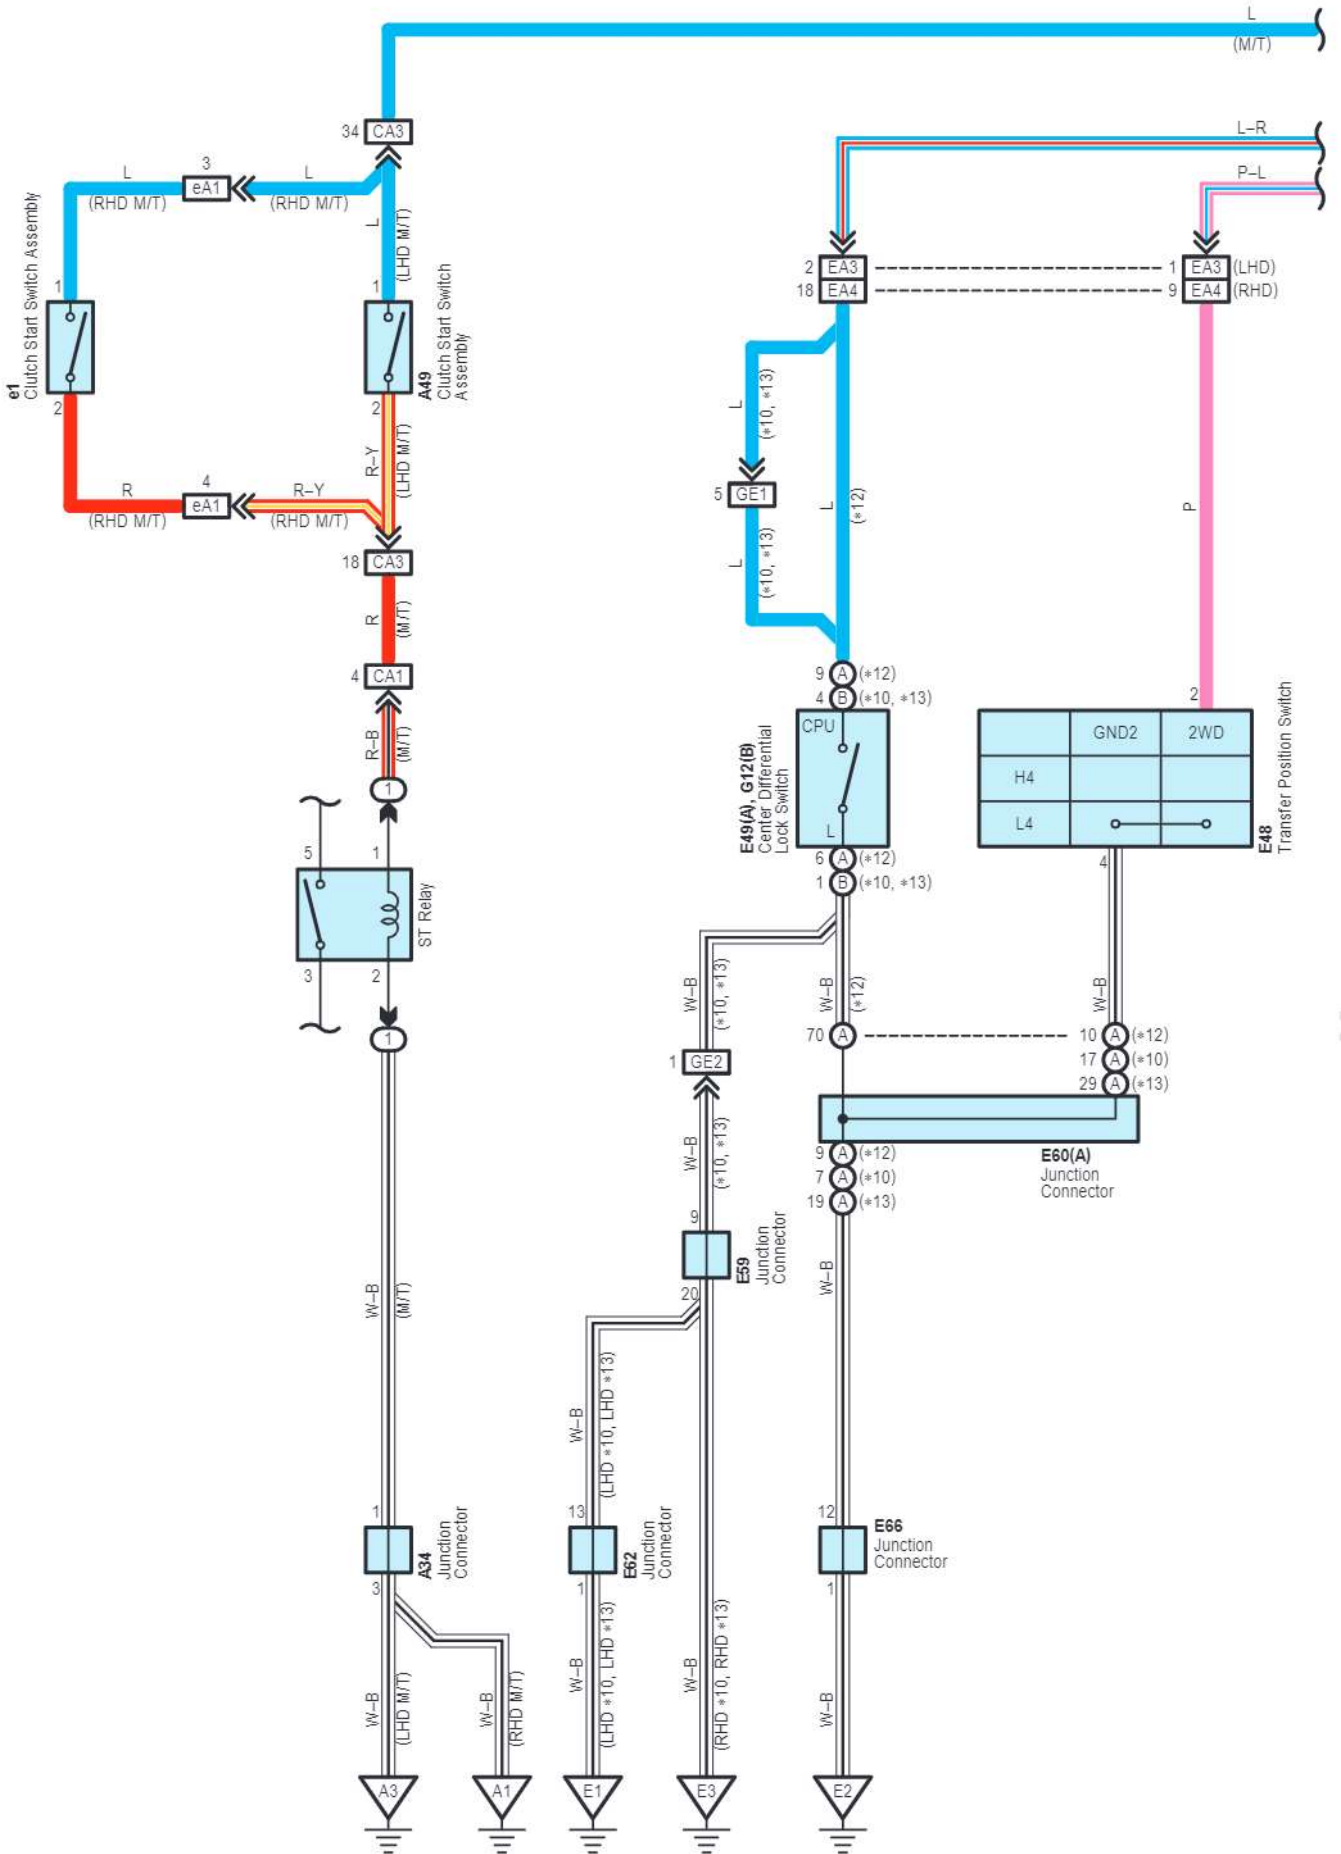 L
(M/T)
34 CA3
L-R
P-L
3
L
eA1
L
(RHD M/T)
(RHD M/T)
L
(LHD M/T)
2 EA3
1 EA3 (LHD)
18 EA4
9 EA4 (RHD)
1
1
e1
Clutch Start Switch Assembly
A49
Clutch Start Switch
Assembly
2
2
L
(*10, *13)
R-Y
(LHD M/T)
4
R
eA1
R-Y
(RHD M/T)
(RHD M/T)
5 GE1
L
(*12)
P
18 CA3
L
(*10, *13)
R
(M/T)
4 CA1
9 A (*12)
4 B (*10, *13)
2
R-B
(M/T)
1
CPU
L
E49(A), G12(B)
Center Differential
Lock Switch
GND2
2WD
H4
L4
E48
Transfer Position Switch
5
1
ST Relay
3
2
6 A (*12)
1 B (*10, *13)
4
1
W-B
(*10, *13)
W-B
(*12)
W-B
70 A
10 A (*12)
17 A (*10)
29 A (*13)
1 GE2
W-B
(*10, *13)
9 A (*12)
7 A (*10)
19 A (*13)
E60(A)
Junction
Connector
9
E59
Junction
Connector
20
W-B
(M/T)
W-B
W-B
(LHD *10, LHD *13)
1
A34
Junction
Connector
3
13
E62
Junction
Connector
1
12
E66
Junction
Connector
1
W-B
(LHD M/T)
W-B
(RHD M/T)
W-B
(LHD *10, LHD *13)
W-B
(RHD *10, RHD *13)
W-B
A3
A1
E1
E3
E2